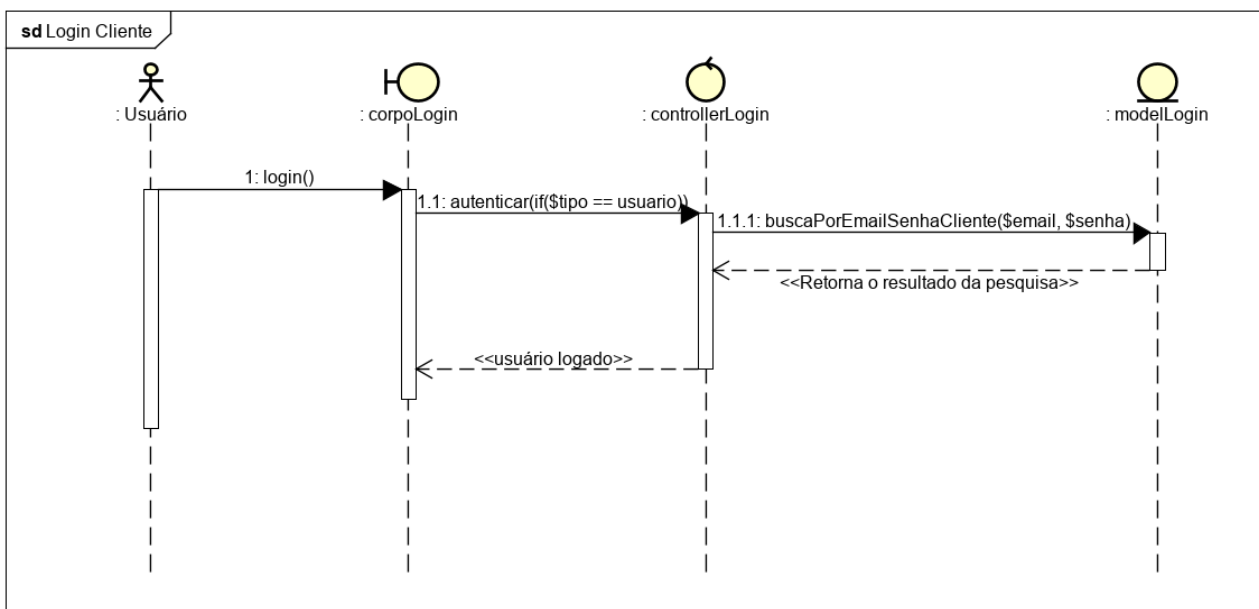 sd Login Cliente
: Usuário
: corpoLogin
: controllerLogin
: modelLogin
1: login()
1.1: autenticar(if($tipo == usuario))
1.1.1: buscaPorEmailSenhaCliente($email, $senha)
<<Retorna o resultado da pesquisa>>
<<usuário logado>>